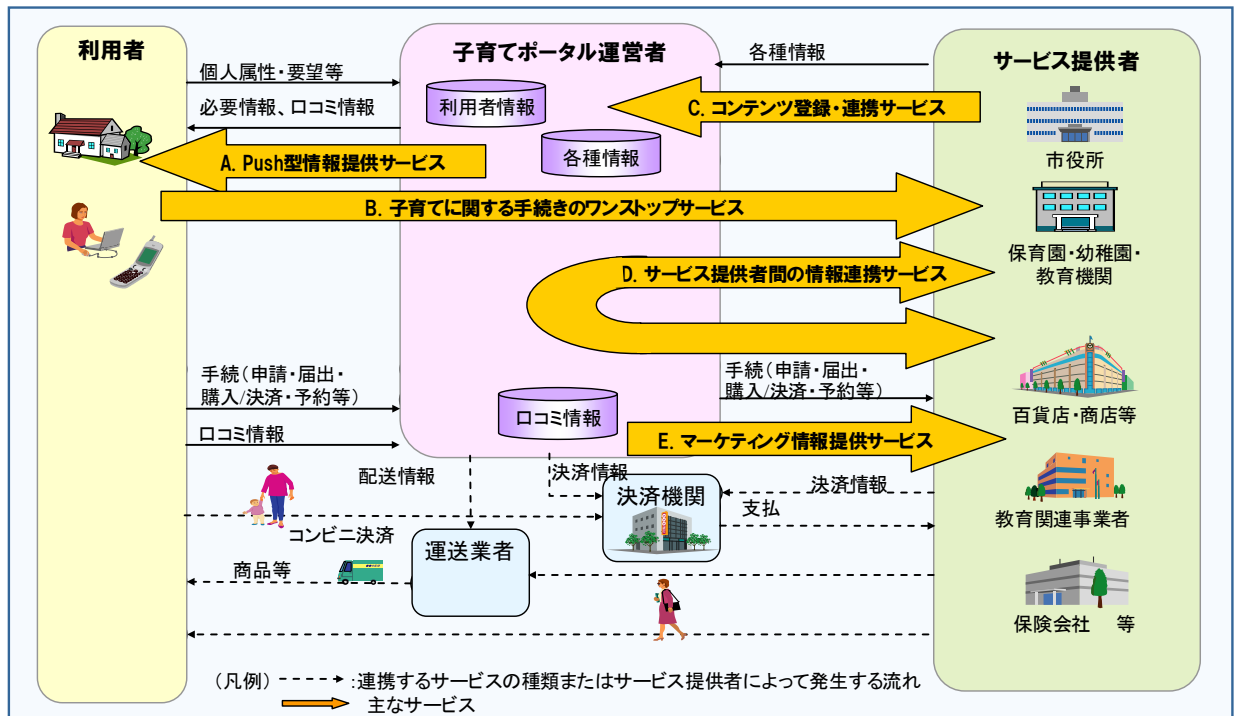 利用者
子育てポータル運営者
サービス提供者
個人属性・要望等
必要情報、口コミ情報
利用者情報
各種情報
各種情報
C. コンテンツ登録・連携サービス
A. Push型情報提供サービス
B. 子育てに関する手続きのワンストップサービス
D. サービス提供者間の情報連携サービス
市役所
保育園・幼稚園・
教育機関
手続(申請・届出・
購入/決済・予約等)
口コミ情報
口コミ情報
手続(申請・届出・
購入/決済・予約等)
E. マーケティング情報提供サービス
百貨店・商店等
配送情報
決済情報
決済機関
決済情報
支払
教育関連事業者
コンビニ決済
運送業者
商品等
保険会社 等
(凡例) :連携するサービスの種類またはサービス提供者によって発生する流れ
主なサービス